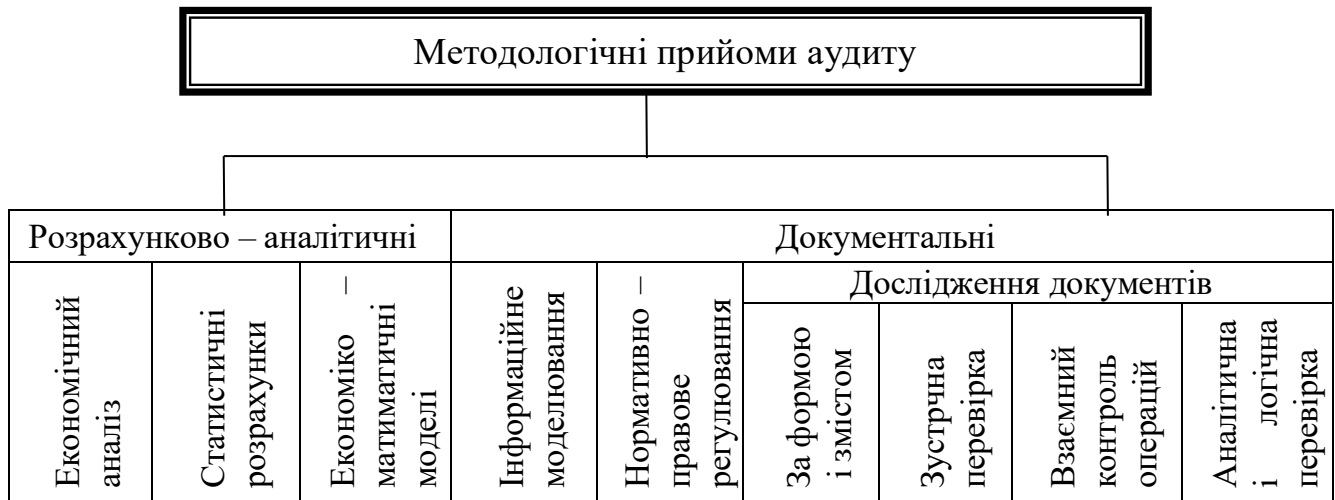 Методологічні прийоми аудиту
Розрахунково – аналітичні
Документальні
Економічний
аналіз
Статистичні
розрахунки
Економіко –
матиматичні
моделі
Інформаційне
моделювання
Нормативно –
правове
регулювання
Дослідження документів
За формою
і змістом
Зустрчна
перевірка
Взаємний
контроль
операцій
Аналітична
і логічна
перевірка